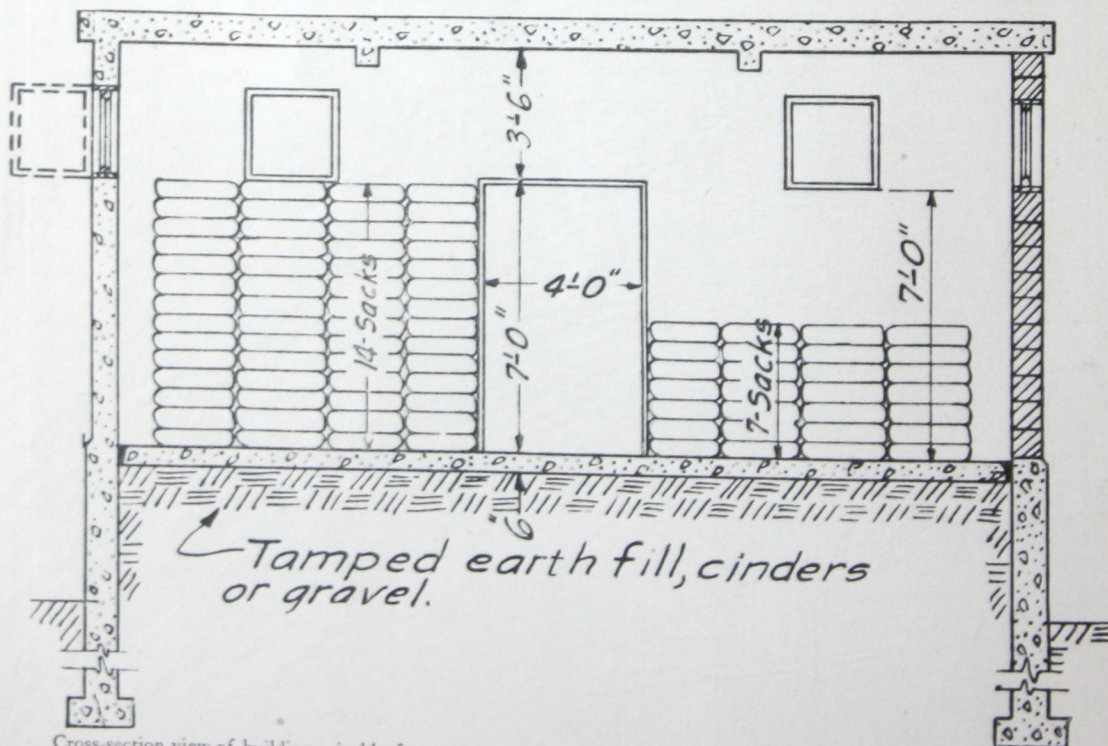 3'-6"
14-Sacks
7'-0"
4'-0"
7-Sacks
7'-0"
6"
Tamped earth fill, cinders
or gravel.
Cross-section view of building suitable f